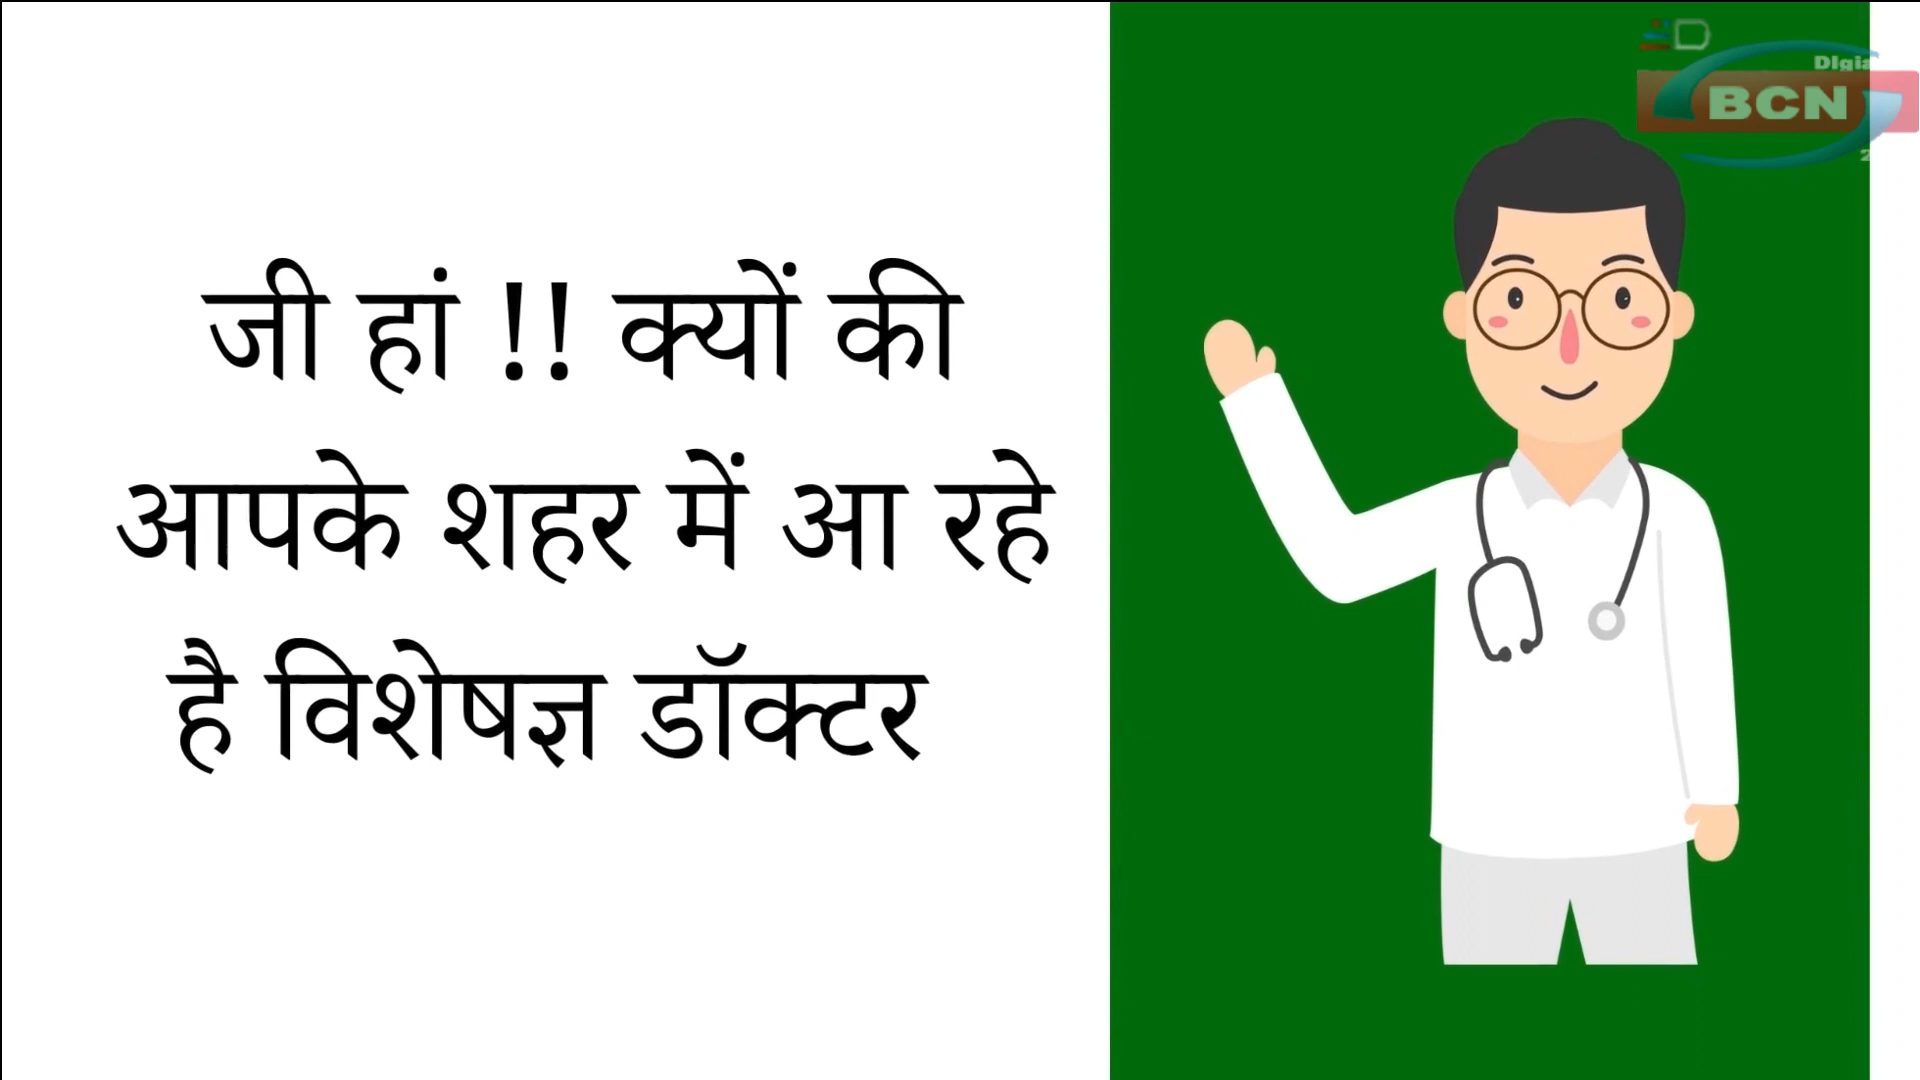 जी हां !! क्यों की
आपके शहर में आ रहे
है विशेषज्ञ डॉक्टर
BCN